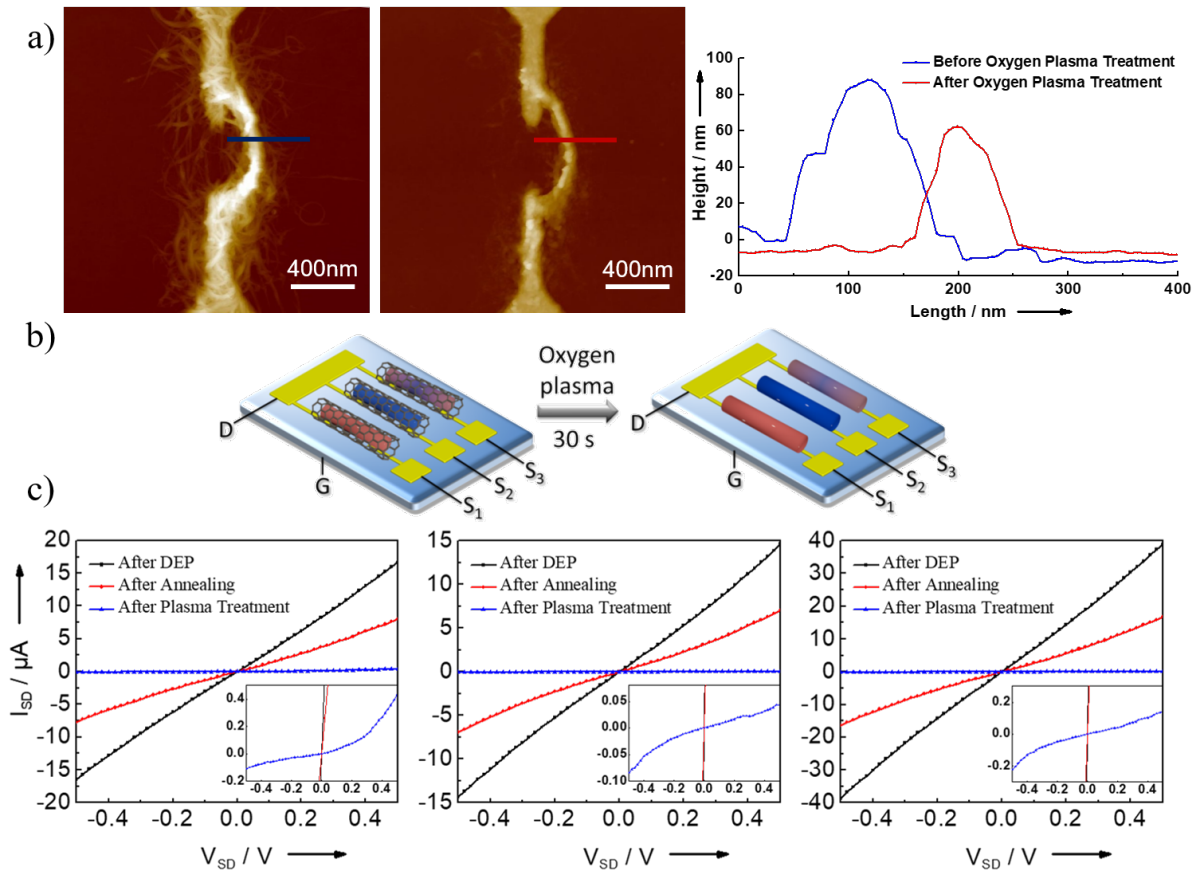 a)
400nm
400nm
Height / nm
100
80
60
40
20
0
-20
Before Oxygen Plasma Treatment
After Oxygen Plasma Treatment
0
100
200
300
400
Length / nm
b)
D
G
S1
S2
S3
Oxygen
plasma
30 s
D
G
S1
S2
S3
c)
ISD / µA
20
15
10
5
0
-5
-10
-15
-20
After DEP
After Annealing
After Plasma Treatment
0.4
0.2
0.0
-0.2
-0.4 -0.2 0.0 0.2 0.4
-0.4 -0.2 0.0 0.2 0.4
VSD / V
15
10
5
0
-5
-10
-15
After DEP
After Annealing
After Plasma Treatment
0.05
0.00
-0.05
-0.10
-0.4 -0.2 0.0 0.2 0.4
-0.4 -0.2 0.0 0.2 0.4
VSD / V
40
30
20
10
0
-10
-20
-30
-40
After DEP
After Annealing
After Plasma Treatment
0.2
0.0
-0.2
-0.4 -0.2 0.0 0.2 0.4
-0.4 -0.2 0.0 0.2 0.4
VSD / V